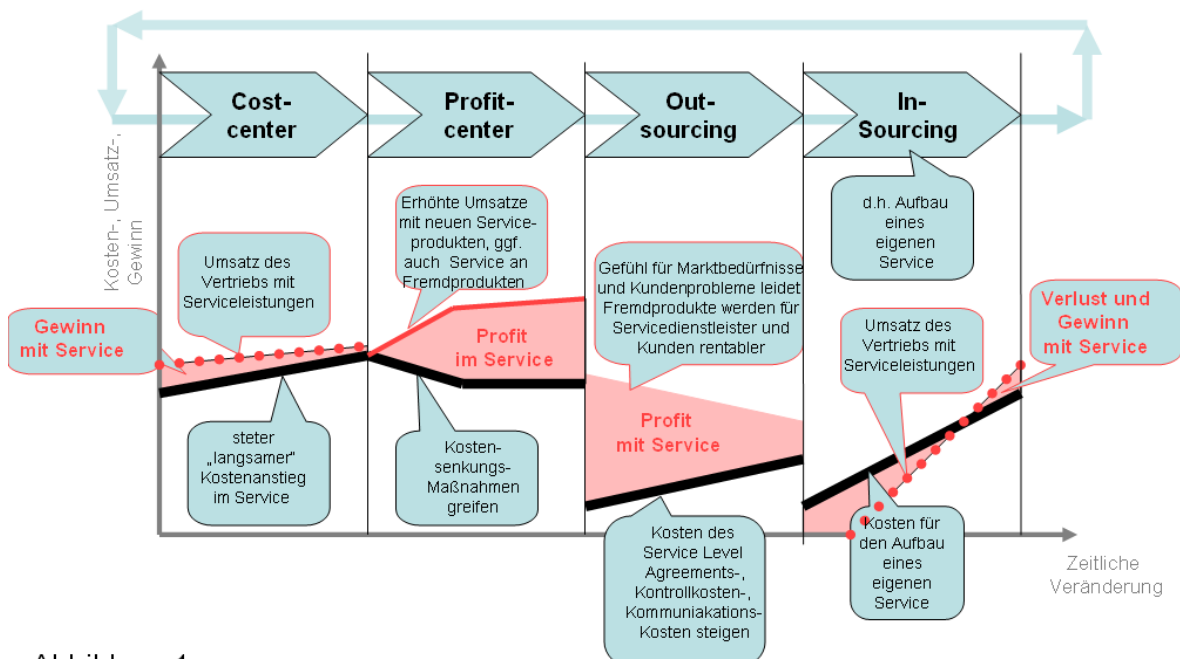 Cost-
center
Profit-
center
Out-
sourcing
In-
Sourcing
Kosten-, Umsatz-,
Gewinn
Gewinn
mit Service
Umsatz des
Vertriebs mit
Serviceleistungen
steter
„langsamer“
Kostenanstieg
im Service
Erhöhte Umsatze
mit neuen Service-
produkten, ggf.
auch Service an
Fremdprodukten
Profit
im Service
Kosten-
senkungs-
Maßnahmen
greifen
Gefühl für Marktbedürfnisse
und Kundenprobleme leidet
Fremdprodukte werden für
Servicedienstleister und
Kunden rentabler
Profit
mit Service
Kosten des
Service Level
Agreements-,
Kontrollkosten-,
Kommuniakations-
Kosten steigen
d.h. Aufbau
eines
eigenen
Service
Umsatz des
Vertriebs mit
Serviceleistungen
Verlust und
Gewinn
mit Service
Kosten für
den Aufbau
eines
eigenen
Service
Zeitliche
Veränderung